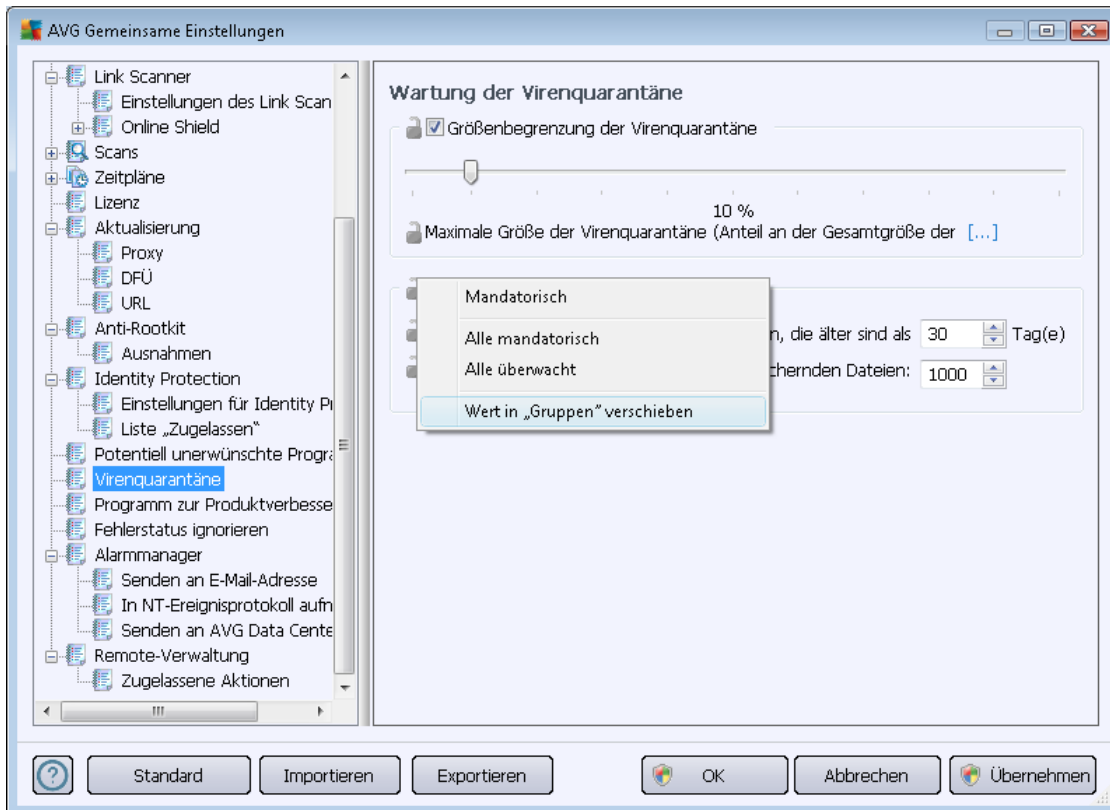 AVG Gemeinsame Einstellungen
Link Scanner
Einstellungen des Link Scan
Online Shield
Scans
Zeitpläne
Lizenz
Aktualisierung
Proxy
DFÜ
URL
Anti-Rootkit
Ausnahmen
Identity Protection
Einstellungen für Identity Pr
Liste „Zugelassen“
Potentiell unerwünschte Progra
Virenquarantäne
Programm zur Produktverbesse
Fehlerstatus ignorieren
Alarmmanager
Senden an E-Mail-Adresse
In NT-Ereignisprotokoll aufn
Senden an AVG Data Cente
Remote-Verwaltung
Zugelassene Aktionen
Wartung der Virenquarantäne
Größenbegrenzung der Virenquarantäne
10 %
Maximale Größe der Virenquarantäne (Anteil an der Gesamtgröße der [...]
Mandatorisch
Alle mandatorisch
Alle überwacht
Wert in „Gruppen” verschieben
n, die älter sind als 30 Tag(e)
chernden Dateien: 1000
? Standard Importieren Exportieren OK Abbrechen Übernehmen